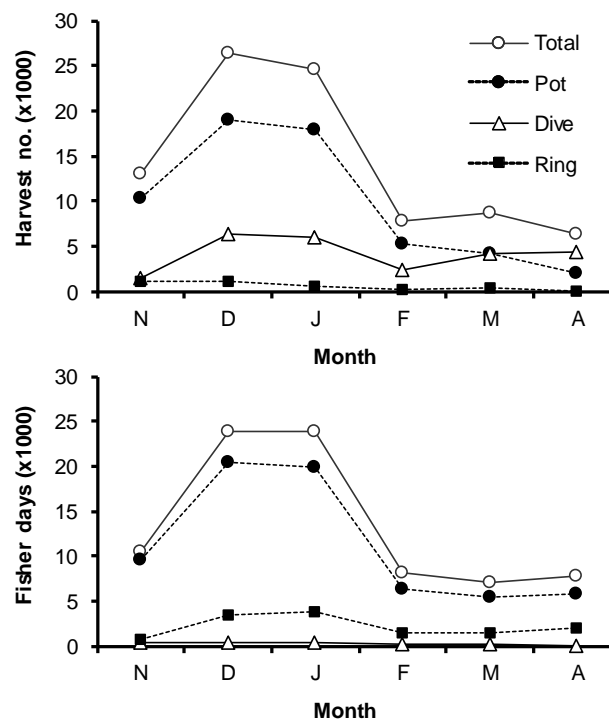 Harvest no. (x1000)
30
25
20
15
10
5
0
Total
Pot
Dive
Ring
N D J F M A
Month
Fisher days (x1000)
30
25
20
15
10
5
0
N D J F M A
Month